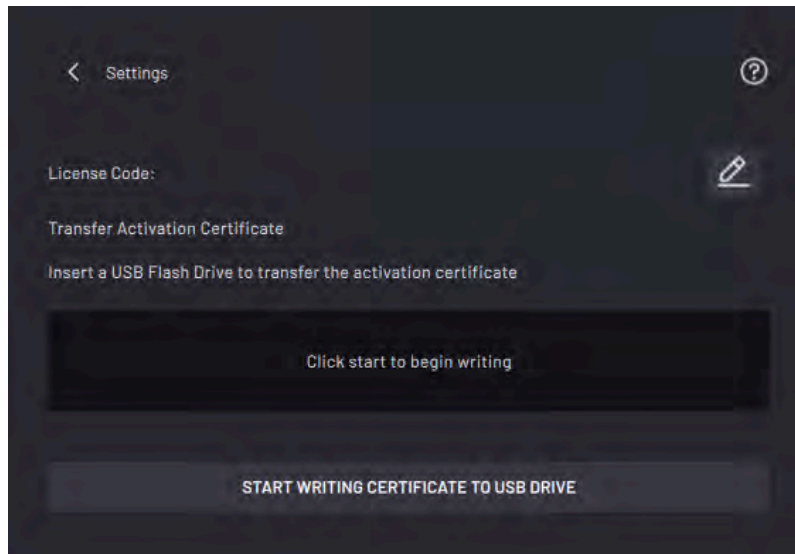 Settings
License Code:
Transfer Activation Certificate
Insert a USB Flash Drive to transfer the activation certificate
Click start to begin writing
START WRITING CERTIFICATE TO USB DRIVE